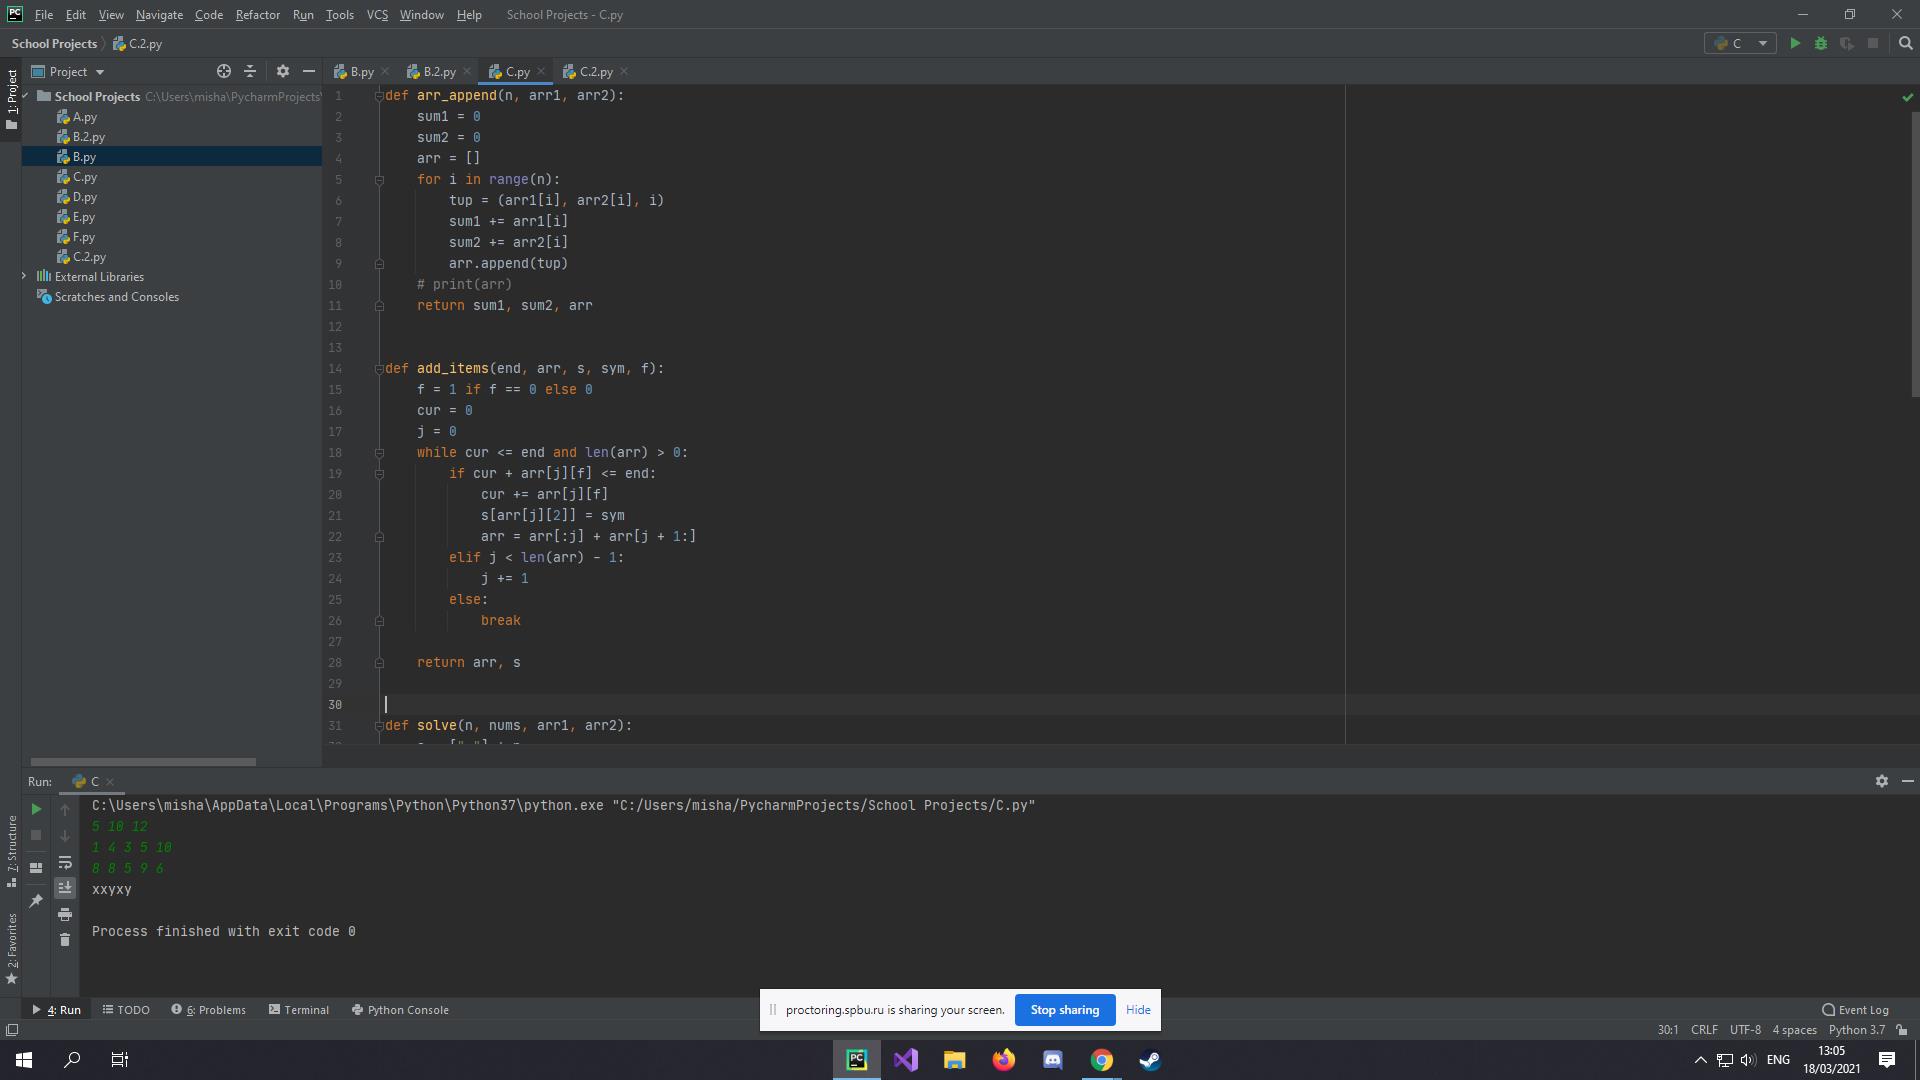 PC File Edit View Navigate Code Refactor Run Tools VCS Window Help School Projects - C.py
School Projects C.2.py C
1: Project
Project
School Projects C:\Users\misha\PycharmProjects\
A.py
B.2.py
B.py
C.py
D.py
E.py
F.py
C.2.py
External Libraries
Scratches and Consoles
B.py B.2.py C.py C.2.py
1 def arr_append(n, arr1, arr2):
2 sum1 = 0
3 sum2 = 0
4 arr = []
5 for i in range(n):
6 tup = (arr1[i], arr2[i], i)
7 sum1 += arr1[i]
8 sum2 += arr2[i]
9 arr.append(tup)
10 # print(arr)
11 return sum1, sum2, arr
12
13
14 def add_items(end, arr, s, sym, f):
15 f = 1 if f == 0 else 0
16 cur = 0
17 j = 0
18 while cur <= end and len(arr) > 0:
19 if cur + arr[j][f] <= end:
20 cur += arr[j][f]
21 s[arr[j][2]] = sym
22 arr = arr[:j] + arr[j + 1:]
23 elif j < len(arr) - 1:
24 j += 1
25 else:
26 break
27
28 return arr, s
29
30
31 def solve(n, nums, arr1, arr2):
Run: C
C:\Users\misha\AppData\Local\Programs\Python\Python37\python.exe "C:/Users/misha/PycharmProjects/School Projects/C.py"
5 10 12
1 4 3 5 10
8 8 5 9 6
xxyxy
Process finished with exit code 0
7: Structure
2: Favorites
proctoring.spbu.ru is sharing your screen. Stop sharing Hide
4: Run TODO 6: Problems Terminal Python Console Event Log
30:1 CRLF UTF-8 4 spaces Python 3.7
PC ENG 13:05
18/03/2021